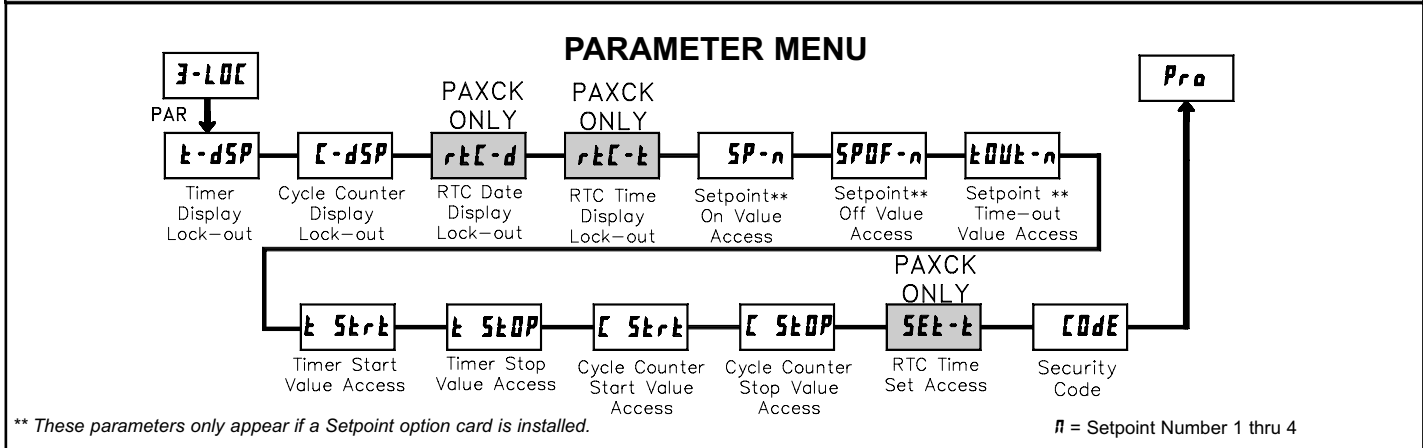 PARAMETER MENU
3-LOC
PAR
Pro
PAXCK
ONLY
PAXCK
ONLY
t-dSP
C-dSP
rtC-d
rtC-t
SP-n
SPOF-n
tOUt-n
Timer
Display
Lock-out
Cycle Counter
Display
Lock-out
RTC Date
Display
Lock-out
RTC Time
Display
Lock-out
Setpoint**
On Value
Access
Setpoint**
Off Value
Access
Setpoint **
Time-out
Value Access
PAXCK
ONLY
t Strt
t StOP
C Strt
C StOP
SEt-t
COdE
Timer Start
Value Access
Timer Stop
Value Access
Cycle Counter
Start Value
Access
Cycle Counter
Stop Value
Access
RTC Time
Set Access
Security
Code
** These parameters only appear if a Setpoint option card is installed.
n = Setpoint Number 1 thru 4